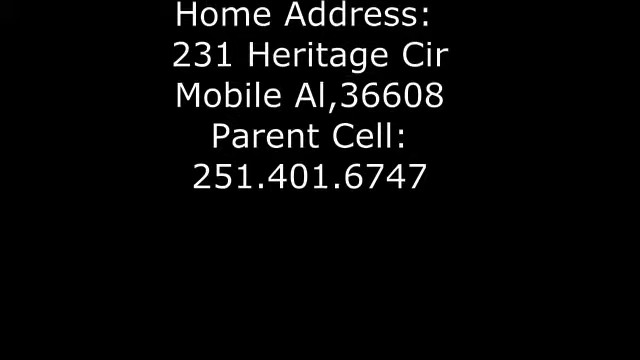 Home Address:
231 Heritage Cir
Mobile Al,36608
Parent Cell:
251.401.6747